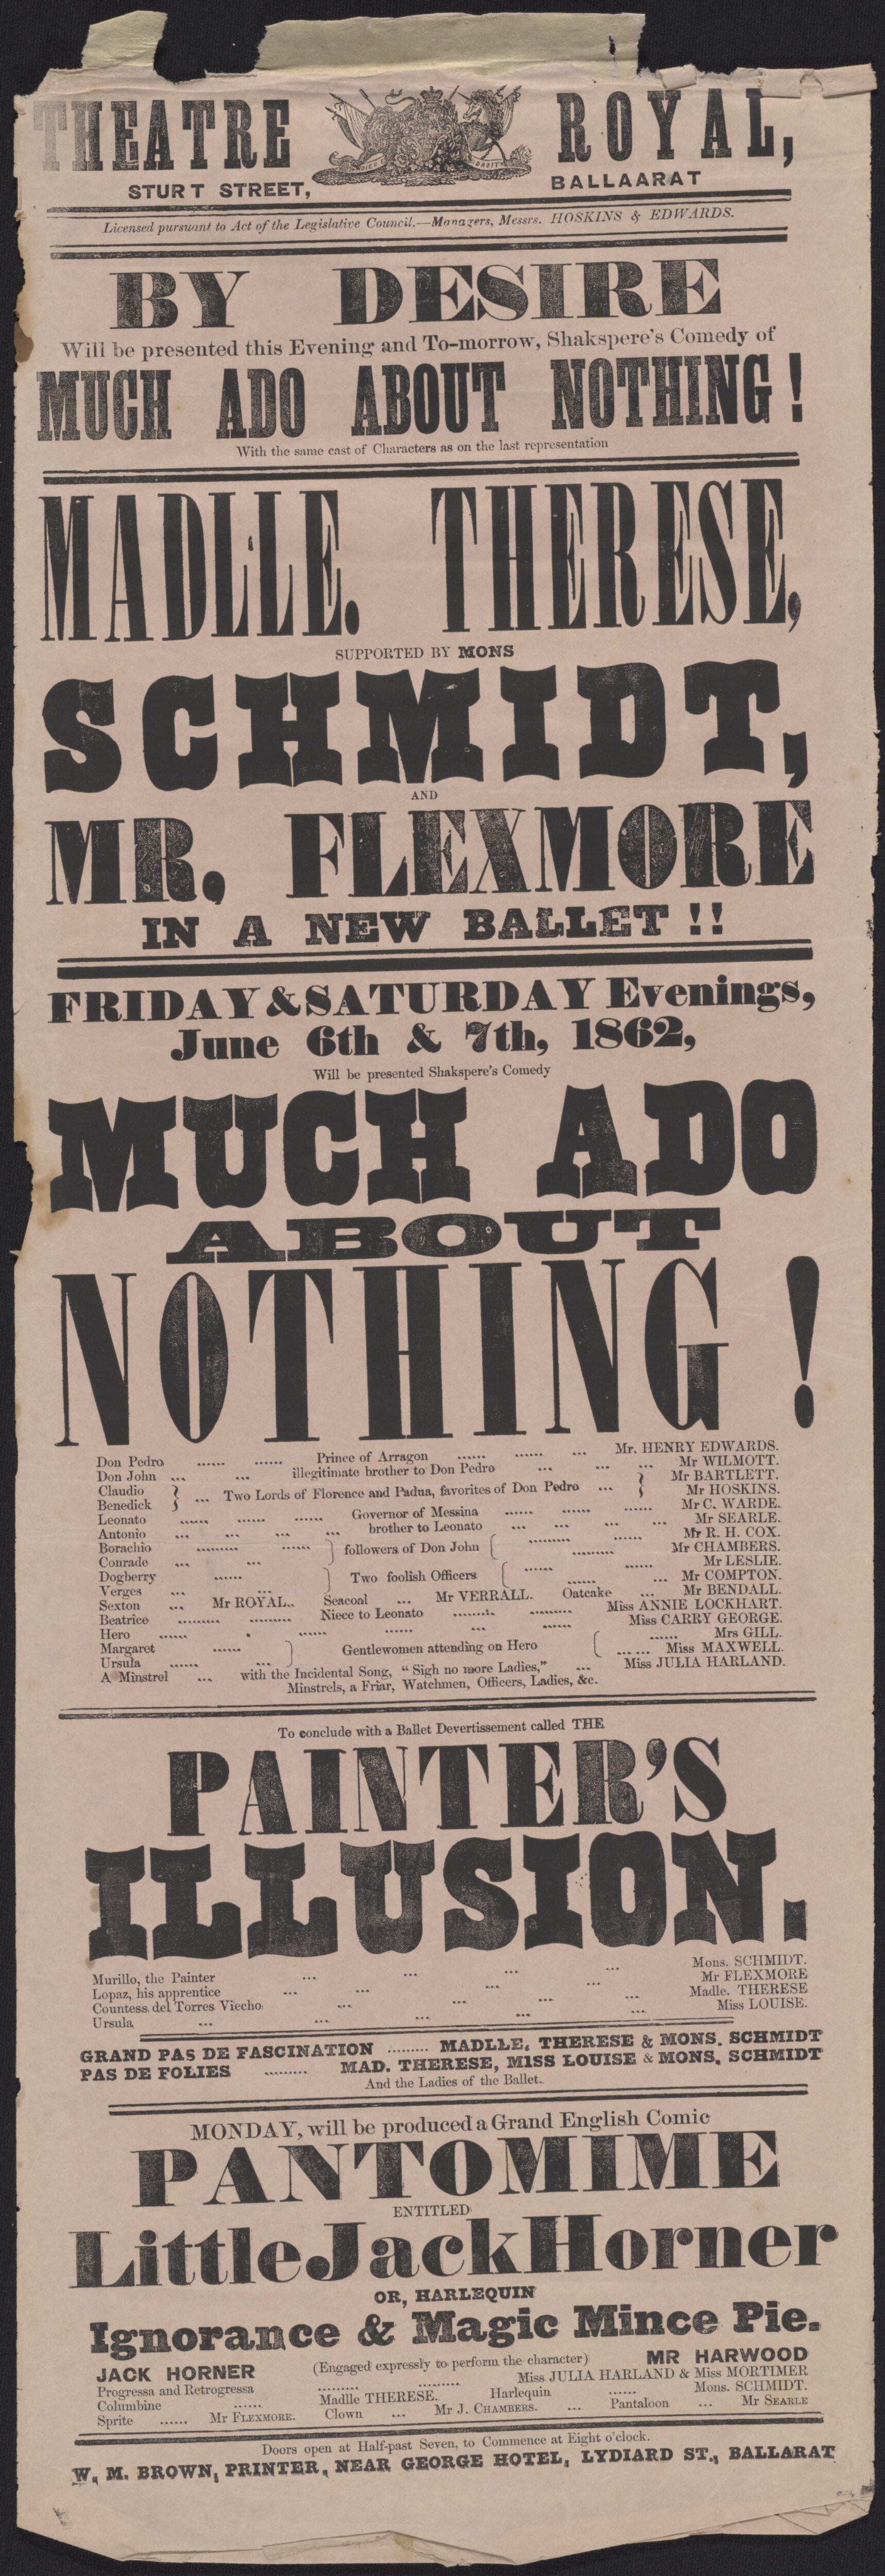 THEATRE ROYAL,
DIEU ET DROIT
STURT STREET, BALLAARAT
Licensed pursuant to Act of the Legislative Council.—Managers, Messrs. HOSKINS & EDWARDS.
BY DESIRE
Will be presented this Evening and To-morrow, Shakspere's Comedy of
MUCH ADO ABOUT NOTHING!
With the same cast of Characters as on the last representation
MADLLE. THERESE,
SUPPORTED BY MONS
SCHMIDT,
AND
MR. FLEXMORE
IN A NEW BALLET!!
FRIDAY & SATURDAY Evenings,
June 6th & 7th, 1862,
Will be presented Shakspere's Comedy
MUCH ADO
ABOUT
NOTHING!
Don Pedro ...... ...... Prince of Arragon ...... ...... ... Mr. HENRY EDWARDS.
Don John ... ... illegitimate brother to Don Pedro ... ... ... Mr WILMOTT.
Claudio } ... Two Lords of Florence and Padua, favorites of Don Pedro ... { Mr BARTLETT.
Benedick } Mr HOSKINS.
Leonato ...... ...... ...... Governor of Messina ...... ...... ...... Mr C. WARDE.
Antonio ... ... ... ... brother to Leonato ... ... ... ... Mr SEARLE.
Borachio ......... ...... } followers of Don John { ......... ...... Mr R. H. COX.
Conrade ... ... ......... Mr CHAMBERS.
Dogberry ...... } Two foolish Officers { ...... ...... Mr LESLIE.
Verges ... ... ...... ... Mr COMPTON.
Sexton ... Mr ROYAL.. Seacoal ... Mr VERRALL. Oatcake ... Mr BENDALL.
Beatrice ......... ......... Niece to Leonato ......... ......... Miss ANNIE LOCKHART.
Hero ...... ...... ...... ... ...... Miss CARRY GEORGE.
Margaret ...... } Gentlewomen attending on Hero { ...... Mrs GILL.
Ursula ...... ... ... ... Miss MAXWELL.
A Minstrel ... with the Incidental Song, "Sigh no more Ladies," ... Miss JULIA HARLAND.
Minstrels, a Friar, Watchmen, Officers, Ladies, &c.
To conclude with a Ballet Devertissement called THE
PAINTER'S
ILLUSION.
Murillo, the Painter ... ... ... ... Mons. SCHMIDT.
Lopaz, his apprentice ... ... ... Mr FLEXMORE
Countess del Torres Viecho ... ... ... ... Madle. THERESE
Ursula ... ... ... ... Miss LOUISE.
GRAND PAS DE FASCINATION ......... MADLLE, THERESE & MONS. SCHMIDT
PAS DE FOLIES ......... MAD. THERESE, MISS LOUISE & MONS, SCHMIDT
And the Ladies of the Ballet.
MONDAY, will be produced a Grand English Comic
PANTOMIME
ENTITLED
Little Jack Horner
OR, HARLEQUIN
Ignorance & Magic Mince Pie.
JACK HORNER (Engaged expressly to perform the character) MR HARWOOD
Progressa and Retrogressa ......... ......... Miss JULIA HARLAND & Miss MORTIMER
Columbine ...... Madlle THERESE. Harlequin ...... Mons. SCHMIDT.
Sprite ...... Mr FLEXMORE. Clown ... Mr J. CHAMBERS. ... Pantaloon ... Mr SEARLE
Doors open at Half-past Seven, to Commence at Eight o'clock.
W. M. BROWN, PRINTER, NEAR GEORGE HOTEL, LYDIARD ST., BALLARAT